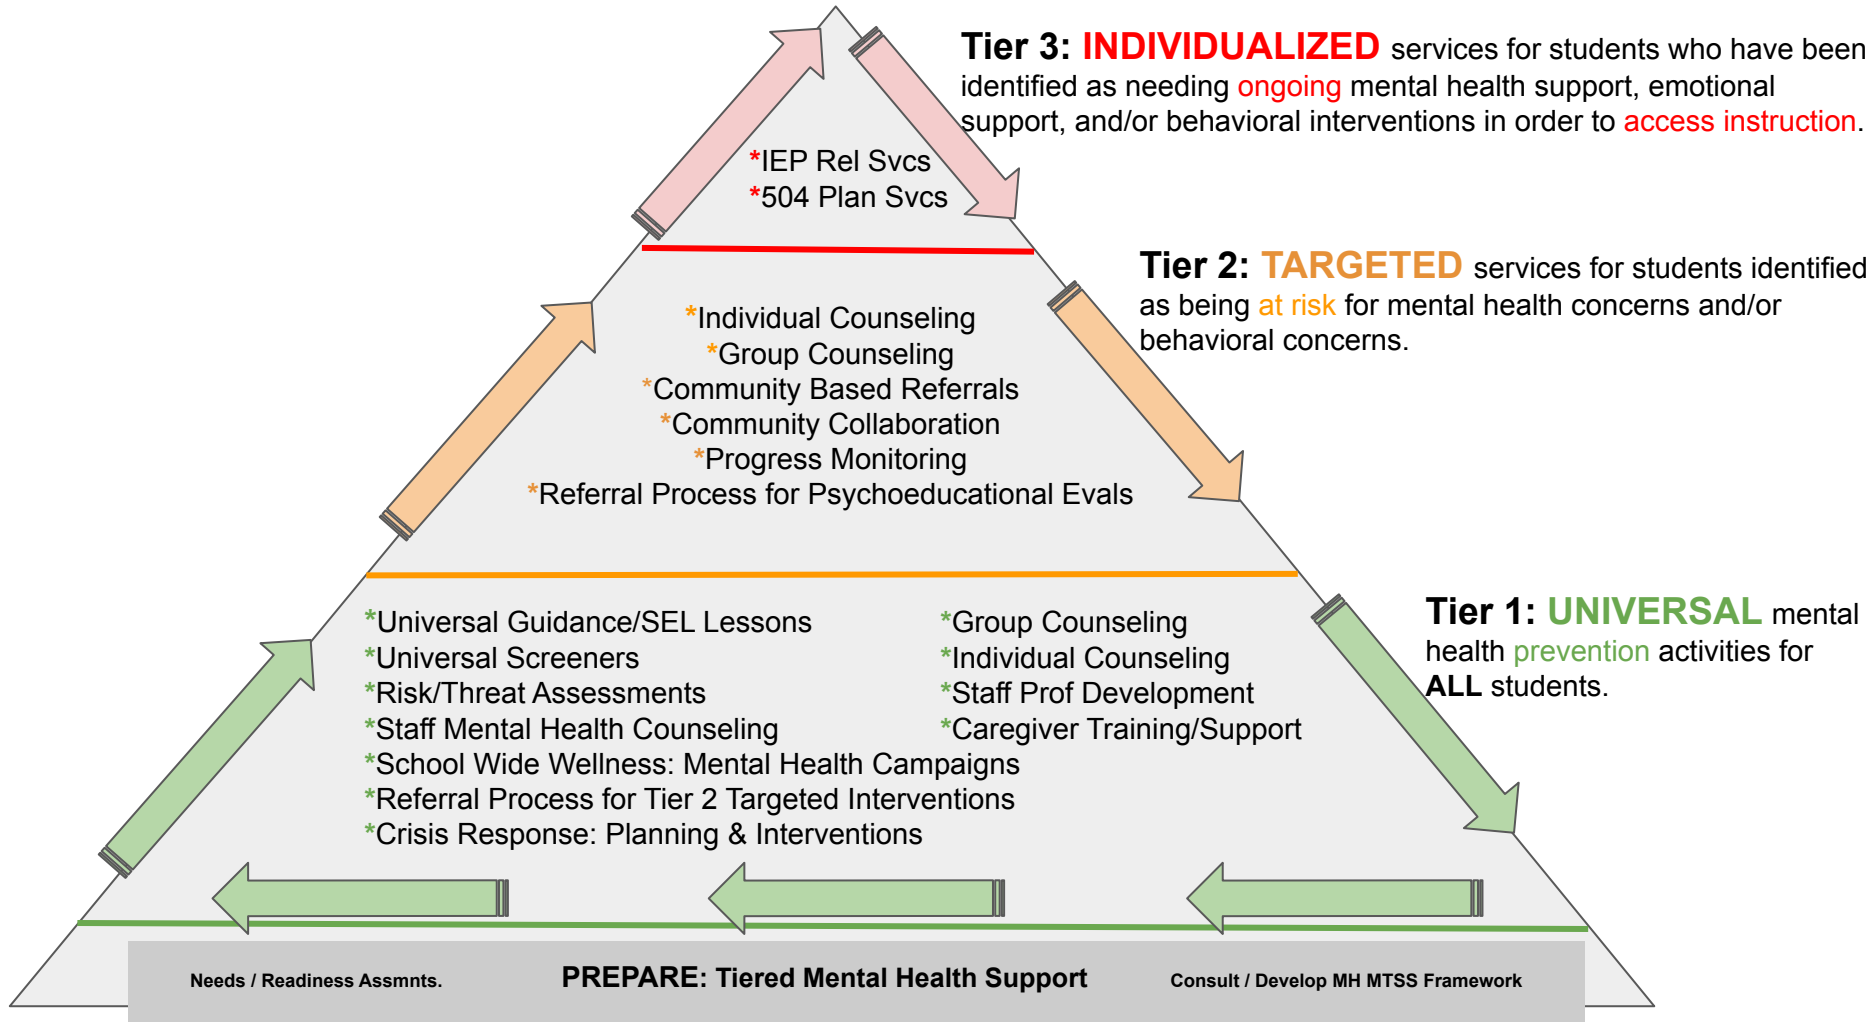 Tier 3: INDIVIDUALIZED services for students who have been
identified as needing ongoing mental health support, emotional
support, and/or behavioral interventions in order to access instruction.
*IEP Rel Svcs
*504 Plan Svcs
Tier 2: TARGETED services for students identified
as being at risk for mental health concerns and/or
behavioral concerns.
*Individual Counseling
*Group Counseling
*Community Based Referrals
*Community Collaboration
*Progress Monitoring
*Referral Process for Psychoeducational Evals
Tier 1: UNIVERSAL mental
health prevention activities for
ALL students.
*Universal Guidance/SEL Lessons
*Universal Screeners
*Risk/Threat Assessments
*Staff Mental Health Counseling
*School Wide Wellness: Mental Health Campaigns
*Referral Process for Tier 2 Targeted Interventions
*Crisis Response: Planning & Interventions
*Group Counseling
*Individual Counseling
*Staff Prof Development
*Caregiver Training/Support
Needs / Readiness Assmnts.
PREPARE: Tiered Mental Health Support
Consult / Develop MH MTSS Framework